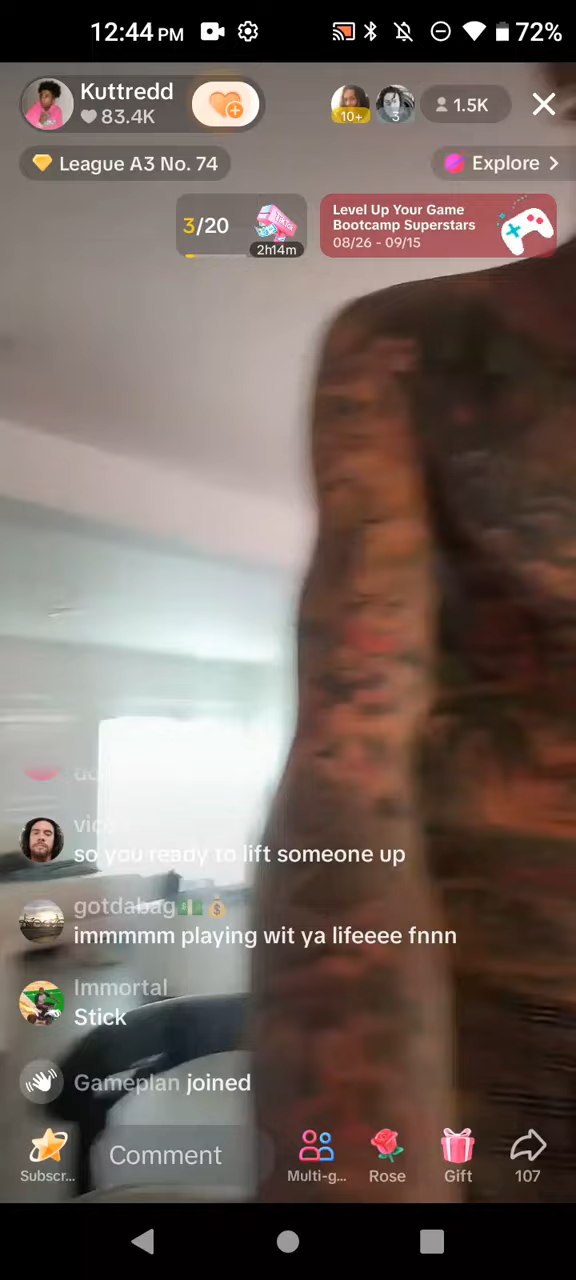 12:44 PM 72%
Kuttredd
83.4K
10+
3
1.5K
League A3 No. 74
Explore >
3/20
TikTok
2h14m
Level Up Your Game
Bootcamp Superstars
08/26 - 09/15
so you ready to lift someone up
gotdabag💵💰
immmmm playing wit ya lifeeee fnnn
Immortal
Stick
Gameplan joined
Comment
Subscr...
Multi-g...
Rose
Gift
107